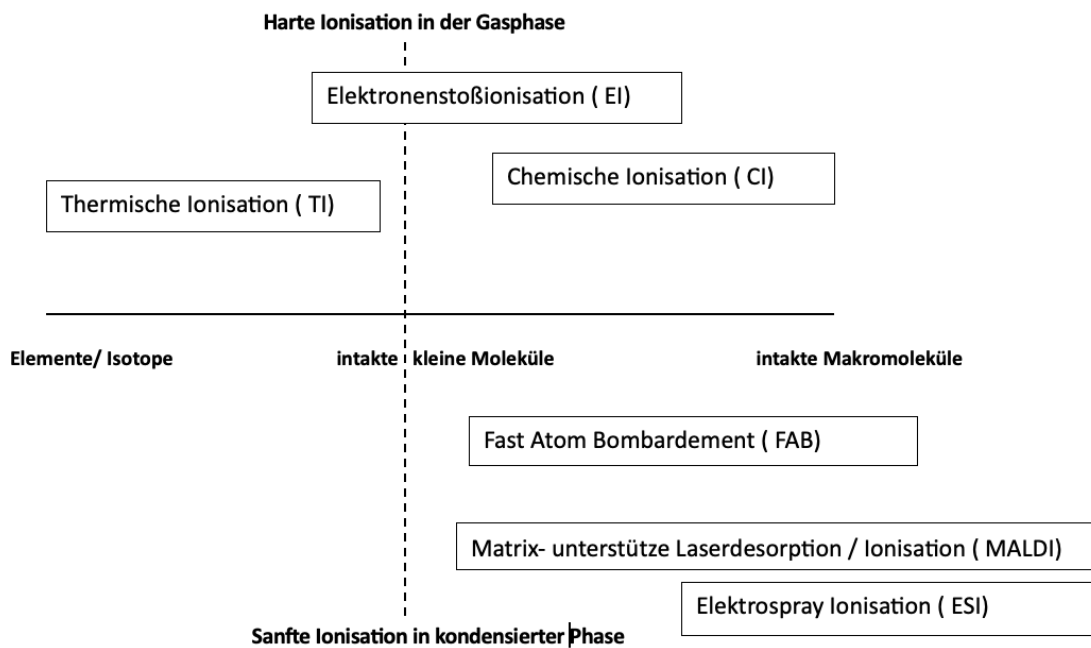 Harte Ionisation in der Gasphase
Elektronenstoßionisation ( EI)
Chemische Ionisation ( CI)
Thermische Ionisation ( TI)
Elemente/ Isotope intakte kleine Moleküle intakte Makromoleküle
Fast Atom Bombardement ( FAB)
Matrix- unterstütze Laserdesorption / Ionisation ( MALDI)
Elektrospray Ionisation ( ESI)
Sanfte Ionisation in kondensierter Phase